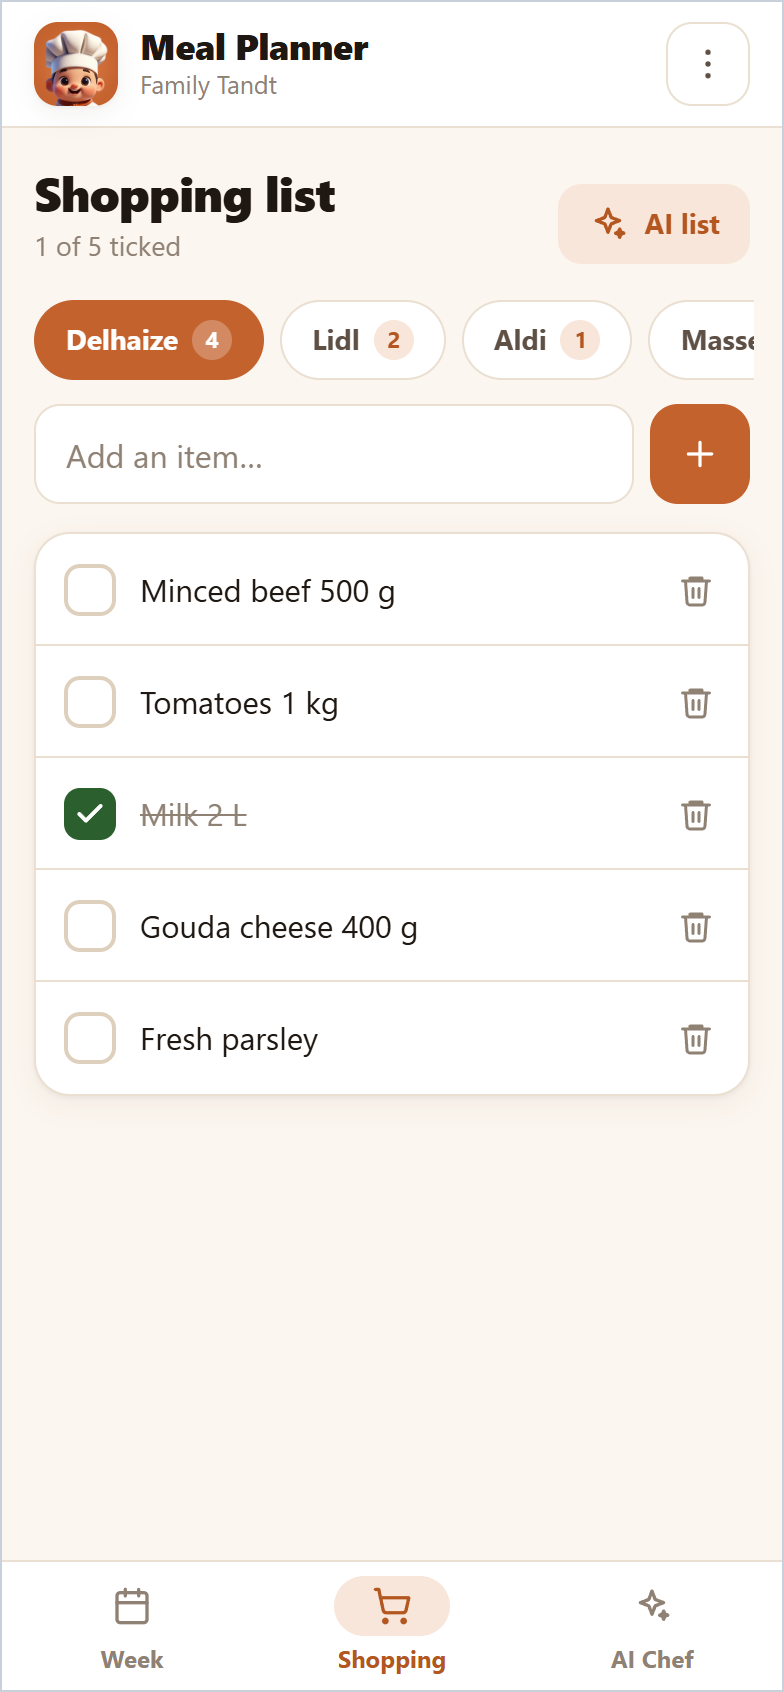 Meal Planner
Family Tandt
Shopping list
1 of 5 ticked
AI list
Delhaize 4
Lidl 2
Aldi 1
Masse
Add an item...
Minced beef 500 g
Tomatoes 1 kg
Milk 2 L
Gouda cheese 400 g
Fresh parsley
Week
Shopping
AI Chef